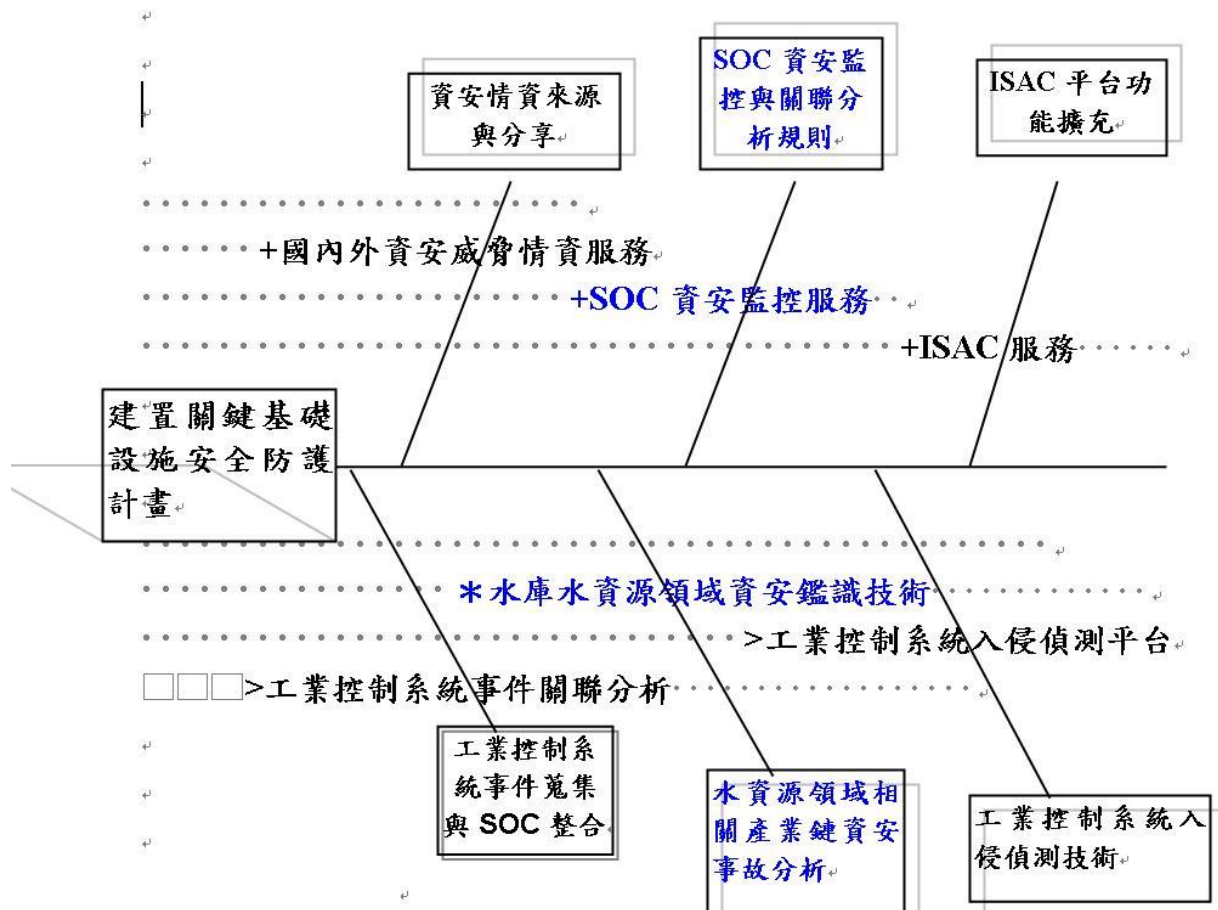 資安情資來源
與分享
SOC 資安監
控與關聯分
析規則
ISAC 平台功
能擴充
+國內外資安威脅情資服務
+SOC 資安監控服務
+ISAC 服務
建置關鍵基礎
設施安全防護
計畫
＊水庫水資源領域資安鑑識技術
>工業控制系統入侵偵測平台
□□□>工業控制系統事件關聯分析
工業控制系
統事件蒐集
與 SOC 整合
水資源領域相
關產業鏈資安
事故分析
工業控制系統入
侵偵測技術